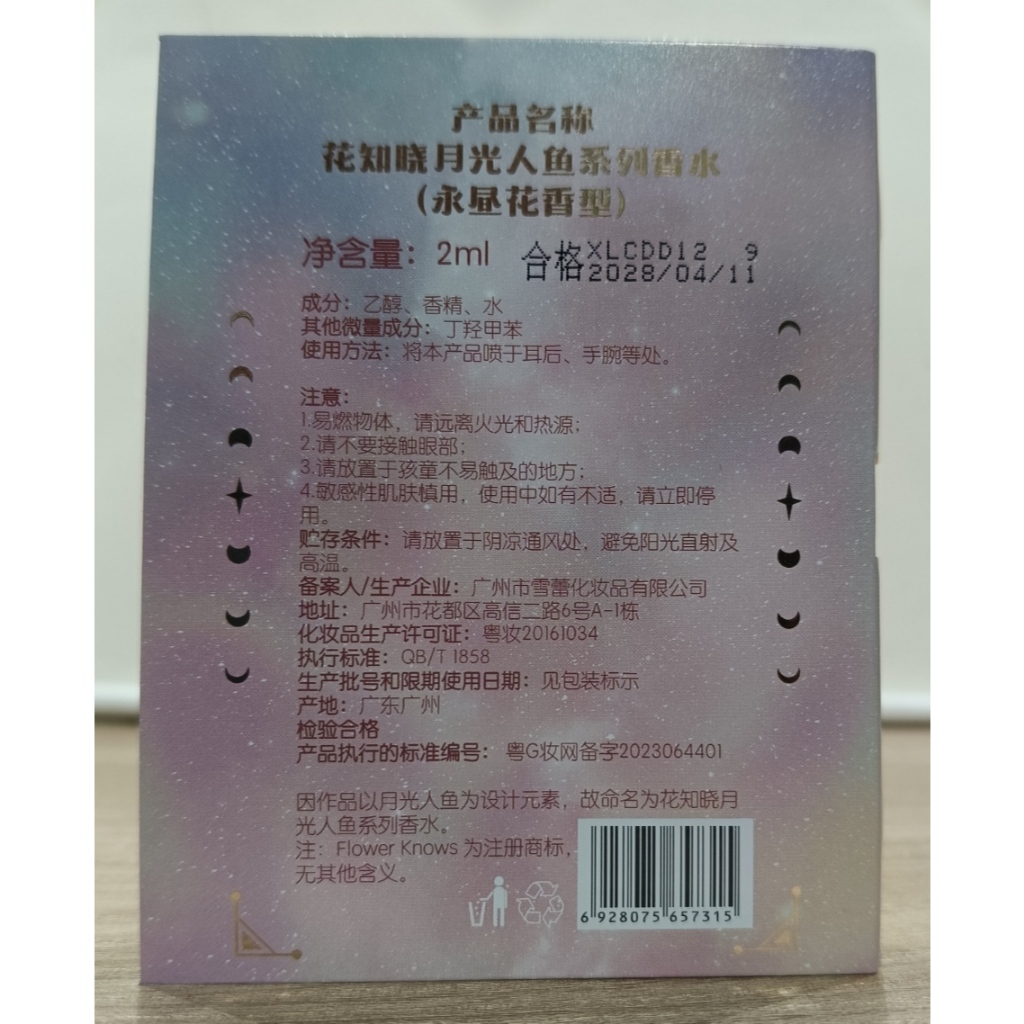 产品名称
花知晓月光人鱼系列香水
（永昼花香型）
净含量：2ml
合格 XLCDD12 9
2028/04/11
成分：乙醇、香精、水
其他微量成分：丁羟甲苯
使用方法：将本产品喷于耳后、手腕等处。
注意：
1.易燃物体，请远离火光和热源；
2.请不要接触眼部；
3.请放置于孩童不易触及的地方；
4.敏感性肌肤慎用，使用中如有不适，请立即停
用。
贮存条件：请放置于阴凉通风处，避免阳光直射及
高温。
备案人/生产企业：广州市雪蕾化妆品有限公司
地址：广州市花都区高信二路6号A-1栋
化妆品生产许可证：粤妆20161034
执行标准：QB/T 1858
生产批号和限期使用日期：见包装标示
产地：广东广州
检验合格
产品执行的标准编号：粤G妆网备字2023064401
因作品以月光人鱼为设计元素，故命名为花知晓月
光人鱼系列香水。
注：Flower Knows 为注册商标，
无其他含义。
6 928075 657315